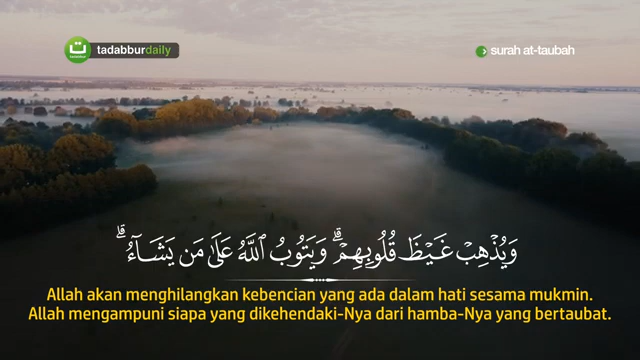 tadabburdaily
surah at-taubah
وَيُذْهِبْ غَيْظَ قُلُوبِهِمْ ۗ وَيَتُوبُ ٱللَّهُ عَلَىٰ مَن يَشَآءُ ۗ
Allah akan menghilangkan kebencian yang ada dalam hati sesama mukmin.
Allah mengampuni siapa yang dikehendaki-Nya dari hamba-Nya yang bertaubat.